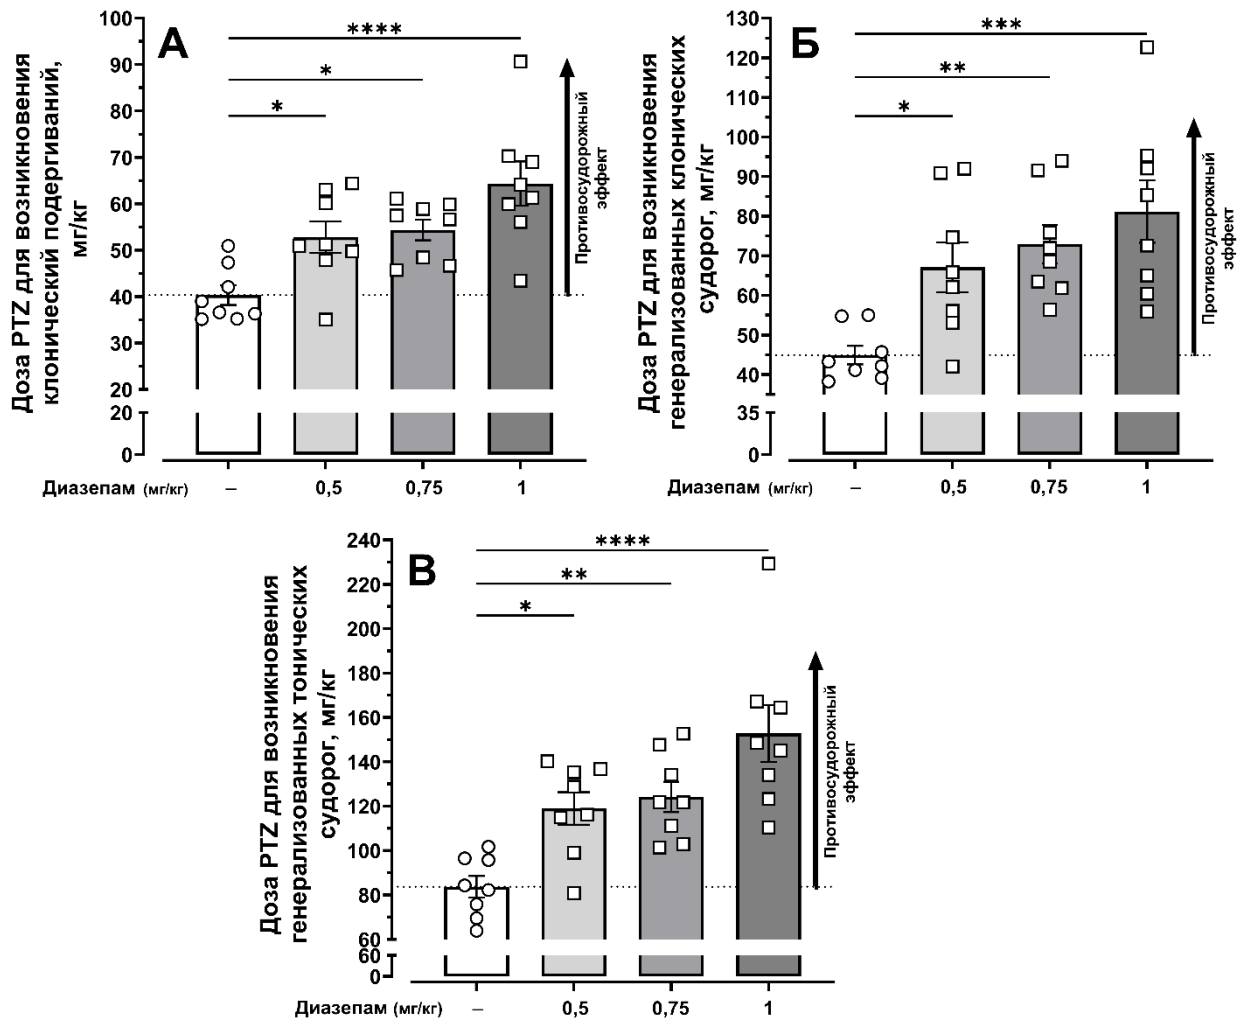 А
Доза PTZ для возникновения
клонический подергиваний,
мг/кг
100
90
80
70
60
50
40
30
20
20
0
****
*
*
Противосудорожный
эффект
Диазепам (мг/кг) – 0,5 0,75 1
Б
Доза PTZ для возникновения
генерализованных клонических
судорог, мг/кг
130
120
110
100
90
80
70
60
50
40
35
0
***
**
*
Противосудорожный
эффект
Диазепам (мг/кг) – 0,5 0,75 1
В
Доза PTZ для возникновения
генерализованных тонических
судорог, мг/кг
240
220
200
180
160
140
120
100
80
60
60
0
****
**
*
Противосудорожный
эффект
Диазепам (мг/кг) – 0,5 0,75 1